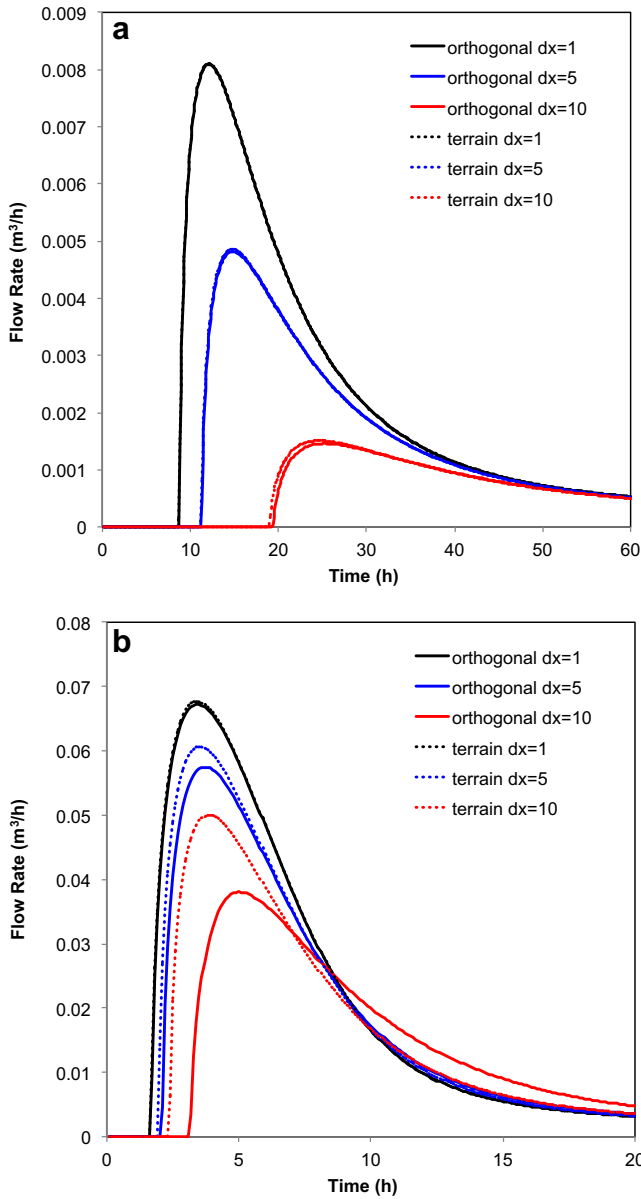 a
0.009
0.008
0.007
0.006
0.005
0.004
0.003
0.002
0.001
0
Flow Rate (m³/h)
orthogonal dx=1
orthogonal dx=5
orthogonal dx=10
terrain dx=1
terrain dx=5
terrain dx=10
0 10 20 30 40 50 60
Time (h)
b
0.08
0.07
0.06
0.05
0.04
0.03
0.02
0.01
0
Flow Rate (m³/h)
orthogonal dx=1
orthogonal dx=5
orthogonal dx=10
terrain dx=1
terrain dx=5
terrain dx=10
0 5 10 15 20
Time (h)